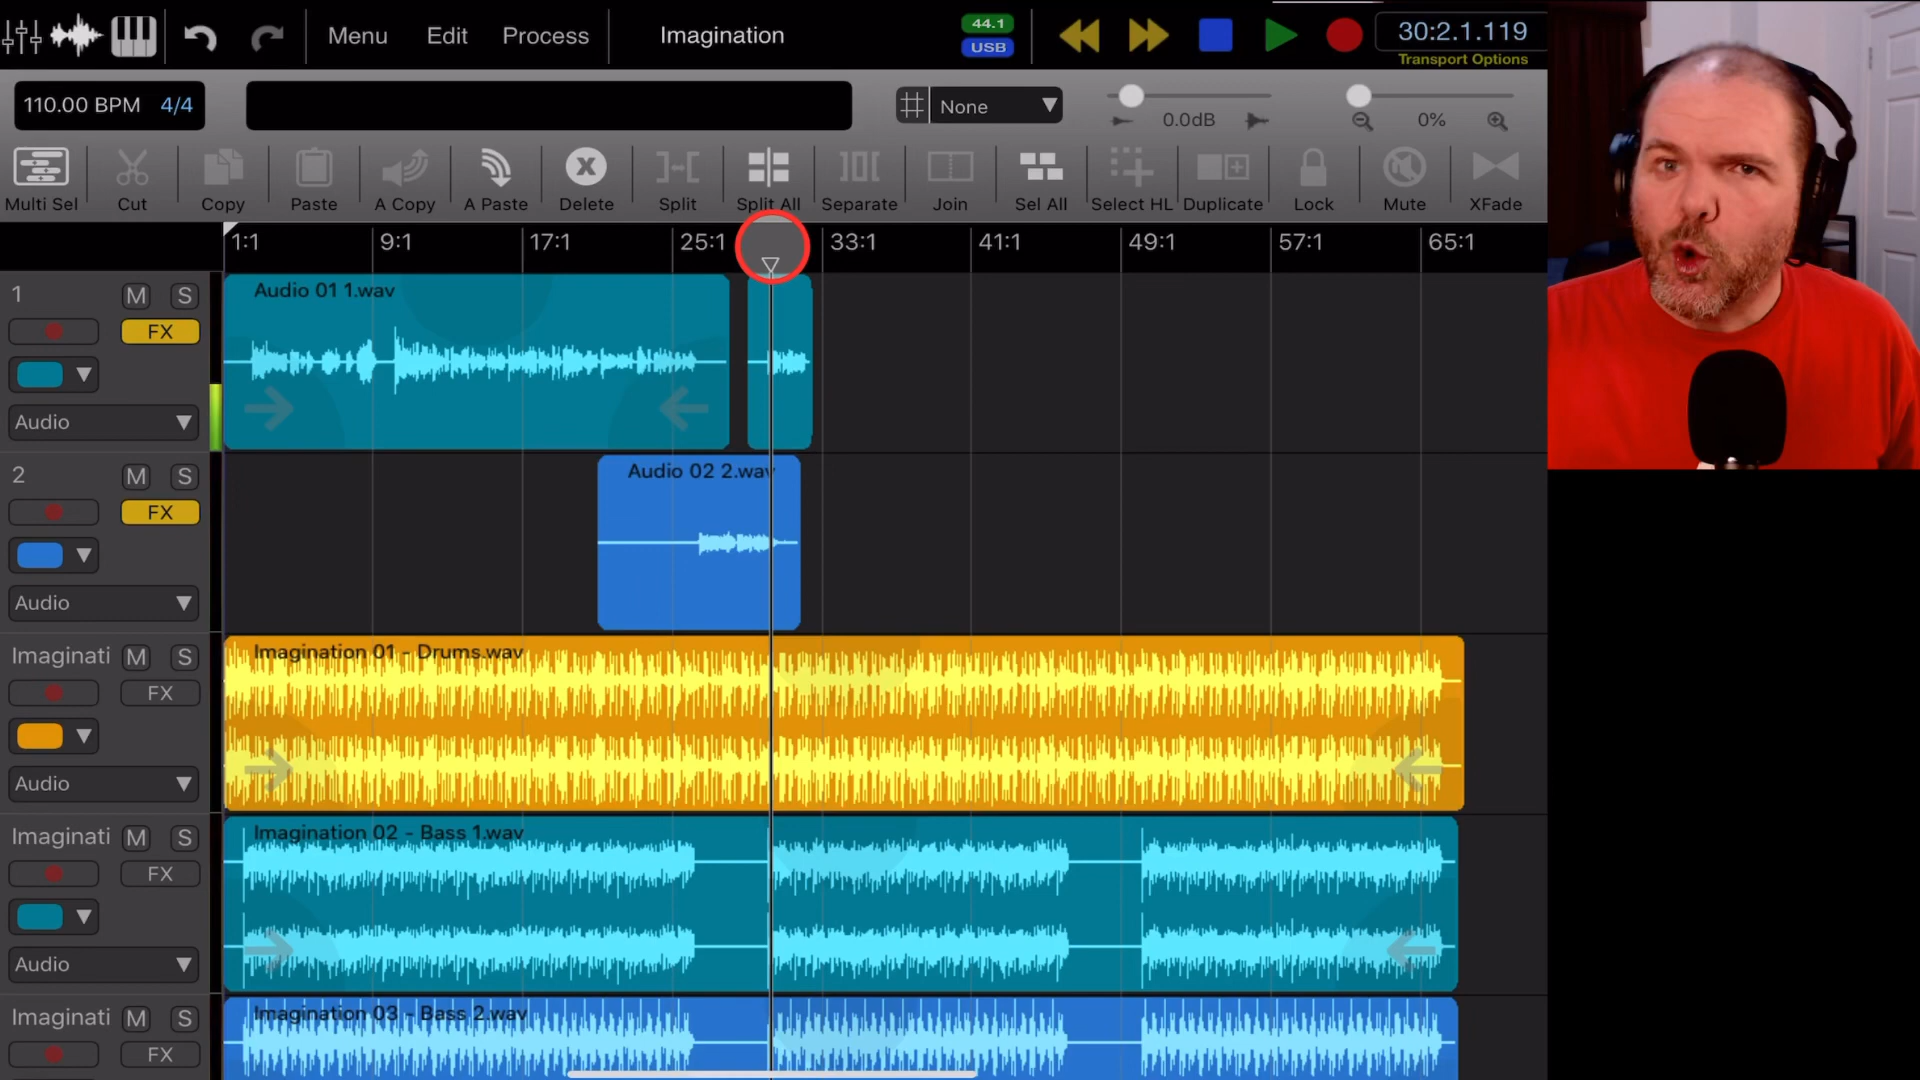 Menu Edit Process Imagination 44.1 USB 30:2.1.119
Transport Options
110.00 BPM 4/4 None 0.0dB 0%
Multi Sel Cut Copy Paste A Copy A Paste Delete Split Split All Separate Join Sel All Select HL Duplicate Lock Mute XFade
1:1 9:1 17:1 25:1 33:1 41:1 49:1 57:1 65:1
1 M S
FX
Audio
Audio 01 1.wav
2 M S
FX
Audio
Audio 02 2.wav
Imaginati M S
FX
Audio
Imagination 01 - Drums.wav
Imaginati M S
FX
Audio
Imagination 02 - Bass 1.wav
Imaginati M S
FX
Imagination 03 - Bass 2.wav